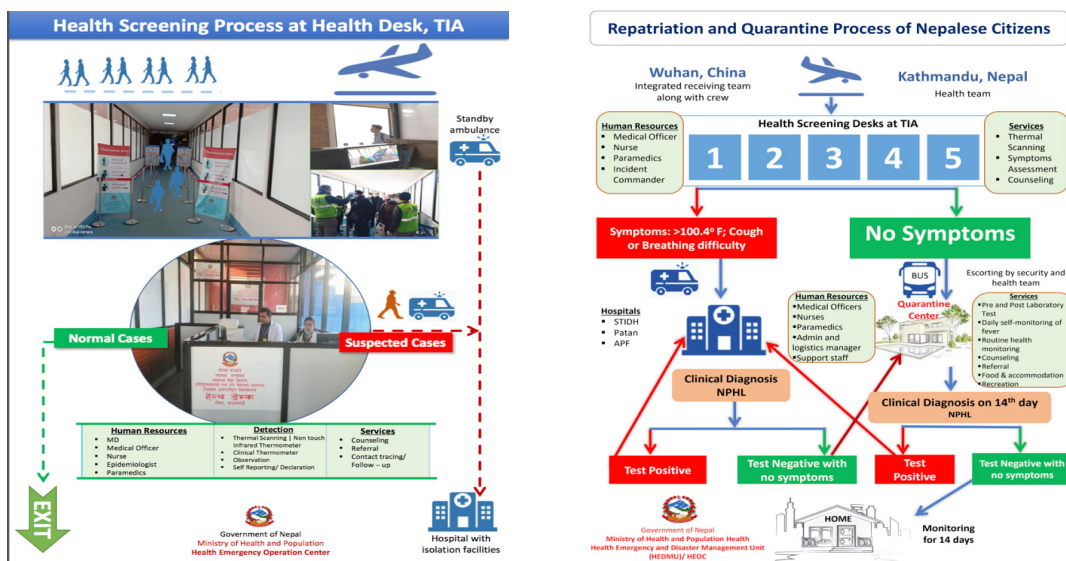 Health Screening Process at Health Desk, TIA
Standby
ambulance
Normal Cases
Suspected Cases
हेल्थ डेस्क
Human Resources
MD
Medical Officer
Nurse
Epidemiologist
Paramedics
Detection
Thermal Scanning | Non touch
Infrared Thermometer
Clinical Thermometer
Observation
Self Reporting/ Declaration
Services
Counseling
Referral
Contact tracing/
Follow – up
EXIT
Government of Nepal
Ministry of Health and Population
Health Emergency Operation Center
Hospital with
isolation facilities
Repatriation and Quarantine Process of Nepalese Citizens
Wuhan, China
Integrated receiving team
along with crew
Kathmandu, Nepal
Health team
Human Resources
Medical Officer
Nurse
Paramedics
Incident
Commander
Health Screening Desks at TIA
1 2 3 4 5
Services
Thermal
Scanning
Symptoms
Assessment
Counseling
Symptoms: >100.4⁰ F; Cough
or Breathing difficulty
No Symptoms
BUS
Escorting by security and
health team
Hospitals
STIDH
Patan
APF
Human Resources
Medical Officers
Nurses
Paramedics
Admin and
logistics manager
Support staff
Quarantine
Center
Services
Pre and Post Laboratory
Test
Daily self-monitoring of
fever
Routine health
monitoring
Counseling
Referral
Food & accommodation
Recreation
Clinical Diagnosis
NPHL
Clinical Diagnosis on 14th day
NPHL
Test Positive
Test Negative with
no symptoms
Test
Positive
Test Negative with
no symptoms
HOME
Monitoring
for 14 days
Government of Nepal
Ministry of Health and Population Health
Health Emergency and Disaster Management Unit
(HEDMU)/ HEOC